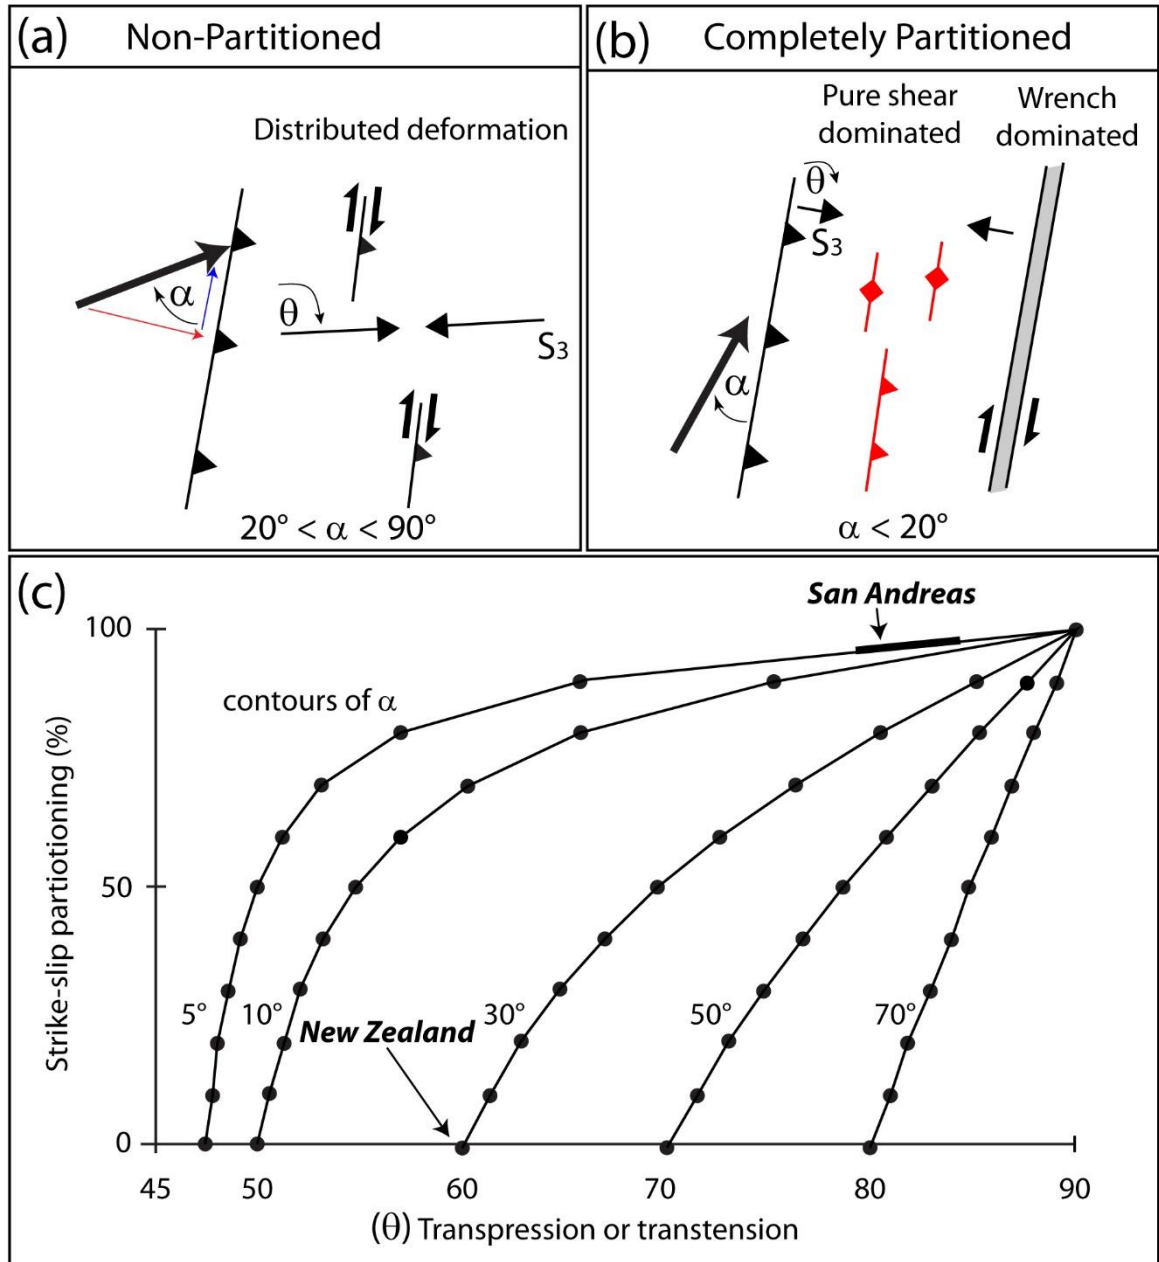 (a) Non-Partitioned
Distributed deformation
α
θ
S3
20° < α < 90°
(b) Completely Partitioned
Pure shear
dominated
Wrench
dominated
θ
S3
α
α < 20°
(c)
San Andreas
100
contours of α
Strike-slip partiotioning (%)
50
5°
10°
New Zealand
30°
50°
70°
0
45 50 60 70 80 90
(θ) Transpression or transtension